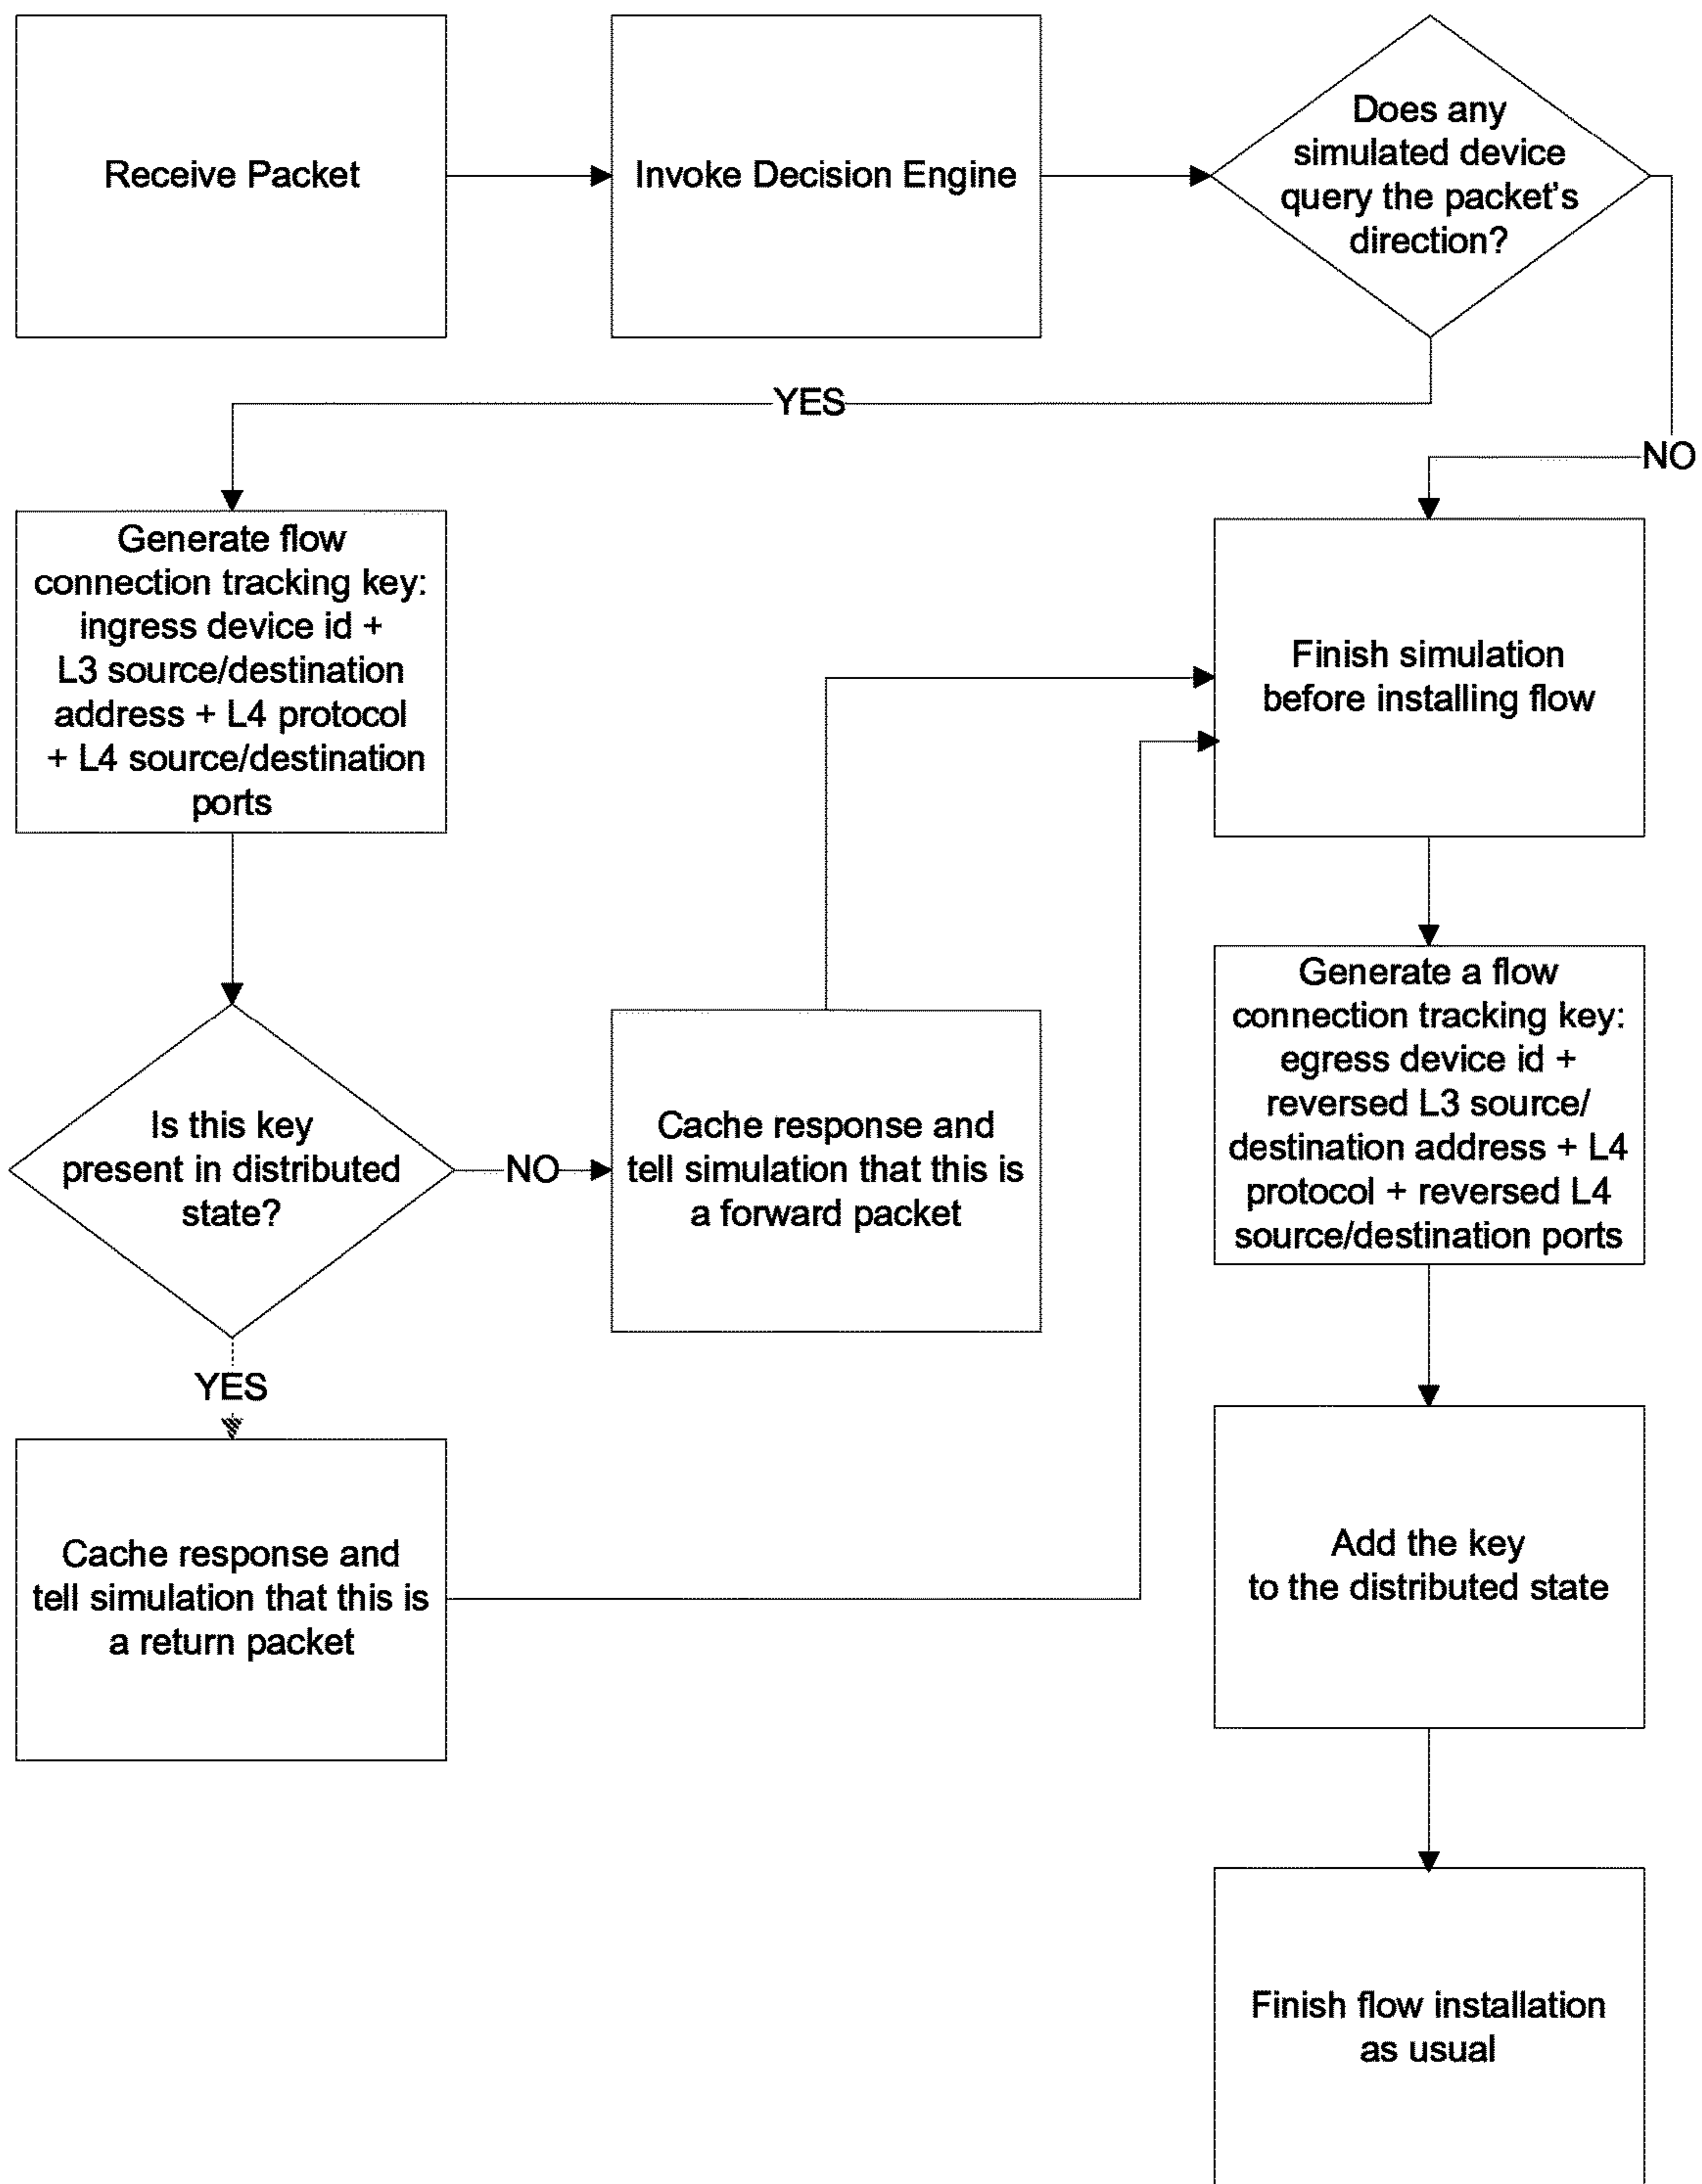 Receive Packet
Invoke Decision Engine
Does any
simulated device
query the packet's
direction?
YES
NO
Generate flow
connection tracking key:
ingress device id +
L3 source/destination
address + L4 protocol
+ L4 source/destination
ports
Finish simulation
before installing flow
Is this key
present in distributed
state?
NO
Cache response and
tell simulation that this is
a forward packet
Generate a flow
connection tracking key:
egress device id +
reversed L3 source/
destination address + L4
protocol + reversed L4
source/destination ports
YES
Cache response and
tell simulation that this is
a return packet
Add the key
to the distributed state
Finish flow installation
as usual